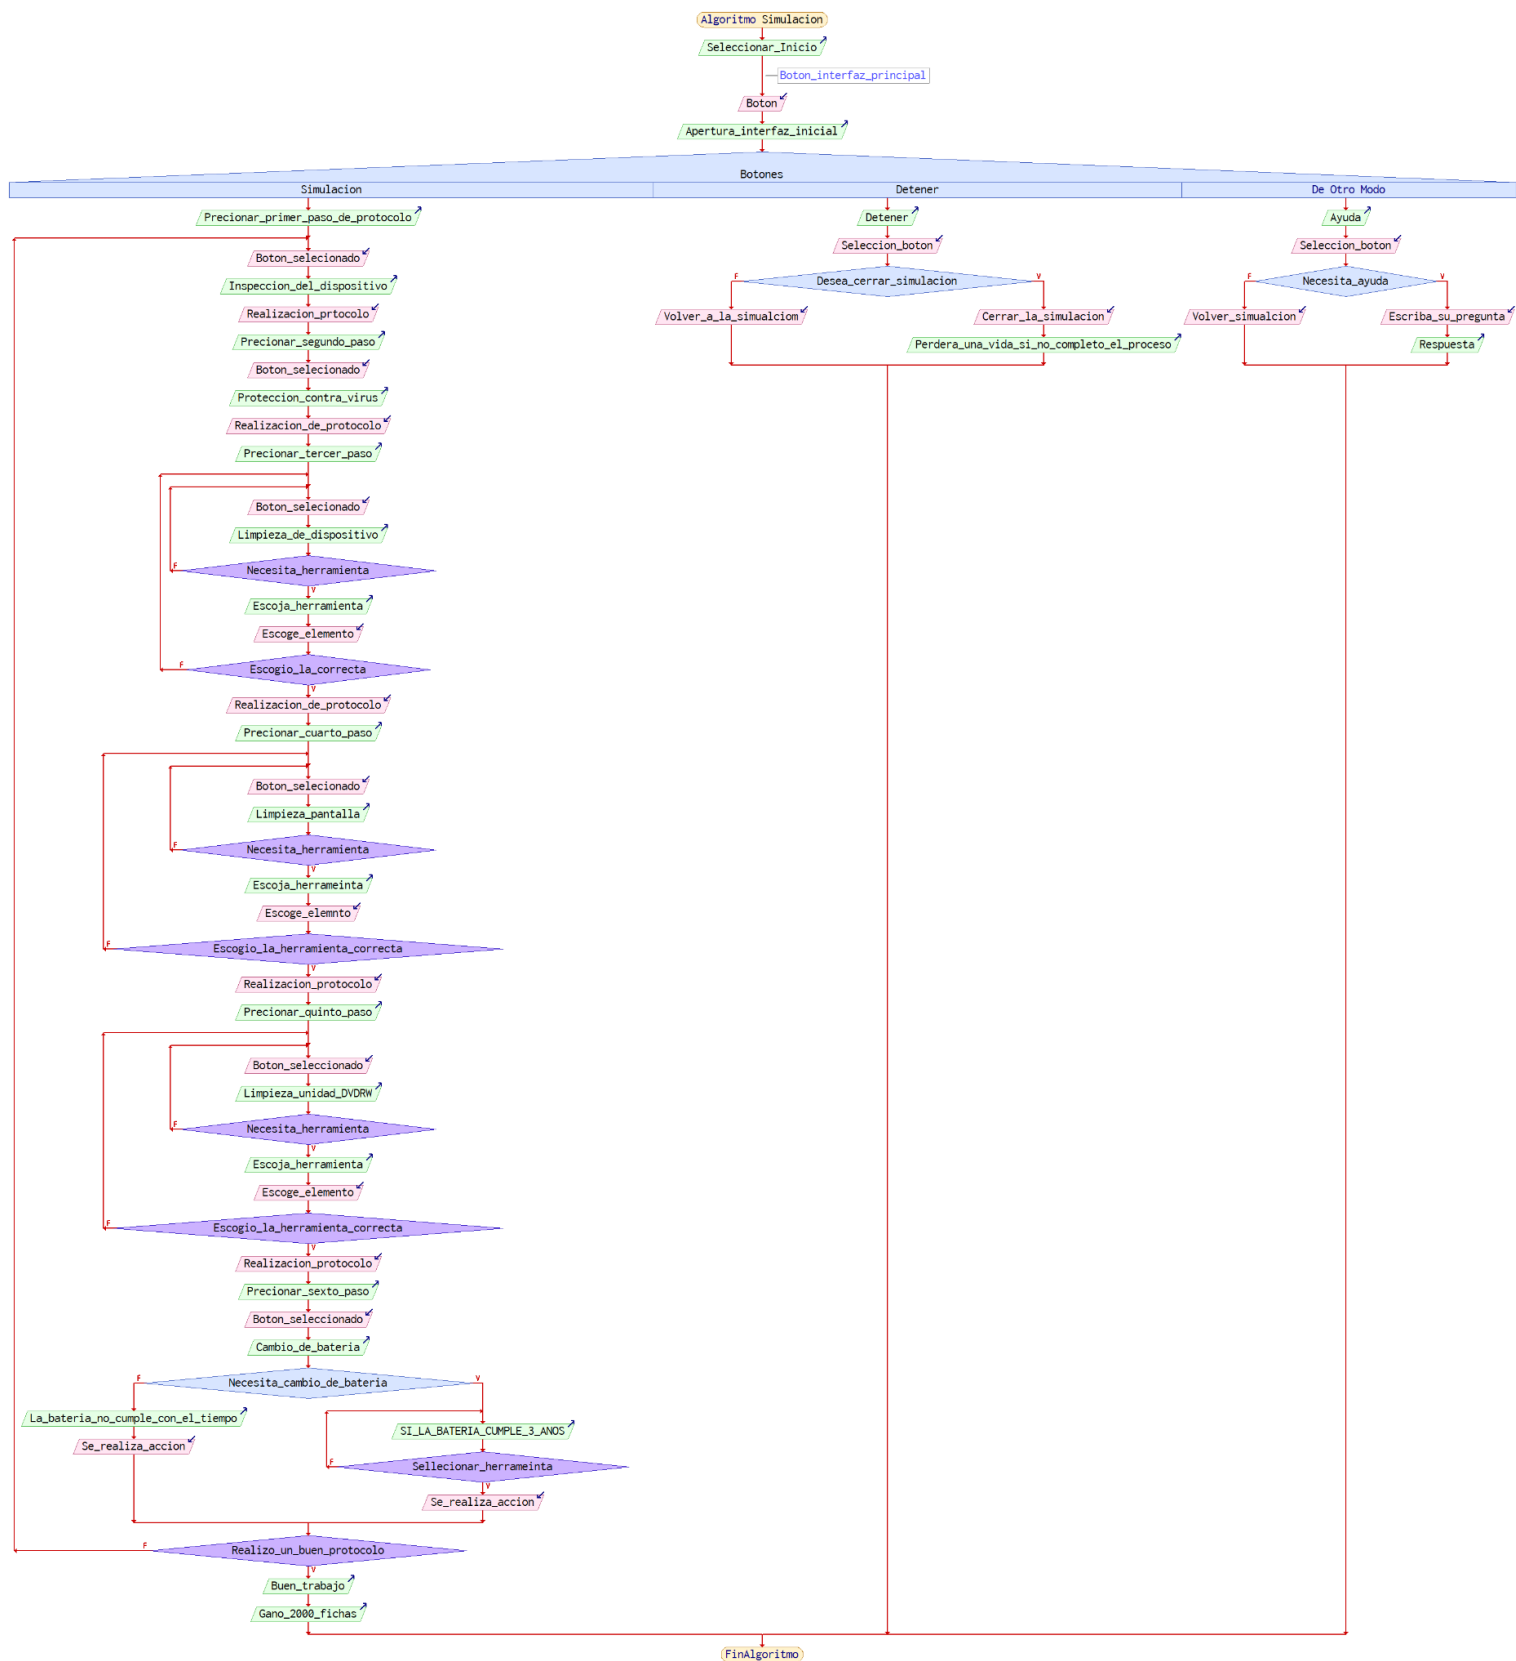 Algoritmo Simulacion
Seleccionar_Inicio
Boton_interfaz_principal
Boton
Apertura_interfaz_inicial
Botones
Simulacion
Precionar_primer_paso_de_protocolo
Boton_selecionado
Inspeccion_del_dispositivo
Realizacion_prtocolo
Precionar_segundo_paso
Boton_selecionado
Proteccion_contra_virus
Realizacion_de_protocolo
Precionar_tercer_paso
Boton_selecionado
Limpieza_de_dispositivo
Necesita_herramienta
F
V
Escoja_herramienta
Escoge_elemento
Escogio_la_correcta
F
V
Realizacion_de_protocolo
Precionar_cuarto_paso
Boton_selecionado
Limpieza_pantalla
Necesita_herramienta
F
V
Escoja_herrameinta
Escoge_elemnto
Escogio_la_herramienta_correcta
F
V
Realizacion_protocolo
Precionar_quinto_paso
Boton_seleccionado
Limpieza_unidad_DVDRW
Necesita_herramienta
F
V
Escoja_herramienta
Escoge_elemento
Escogio_la_herramienta_correcta
F
V
Realizacion_protocolo
Precionar_sexto_paso
Boton_seleccionado
Cambio_de_bateria
Necesita_cambio_de_bateria
F
V
La_bateria_no_cumple_con_el_tiempo
Se_realiza_accion
SI_LA_BATERIA_CUMPLE_3_ANOS
Sellecionar_herrameinta
F
V
Se_realiza_accion
Realizo_un_buen_protocolo
F
V
Buen_trabajo
Gano_2000_fichas
Detener
Detener
Seleccion_boton
Desea_cerrar_simulacion
F
V
Volver_a_la_simualciom
Cerrar_la_simulacion
Perdera_una_vida_si_no_completo_el_proceso
De Otro Modo
Ayuda
Seleccion_boton
Necesita_ayuda
F
V
Volver_simualcion
Escriba_su_pregunta
Respuesta
FinAlgoritmo